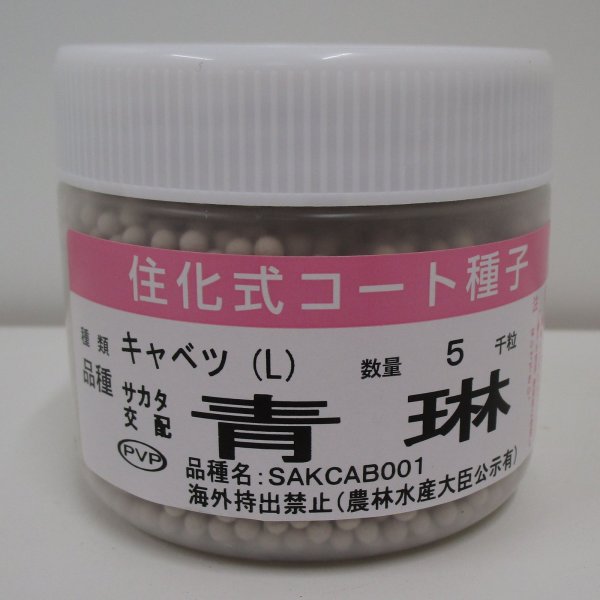 住化式コート種子
種類 キャベツ (L) 数量 5 千粒
品種 サカタ交配 青琳
PVP
品種名:SAKCAB001
海外持出禁止(農林水産大臣公示有)